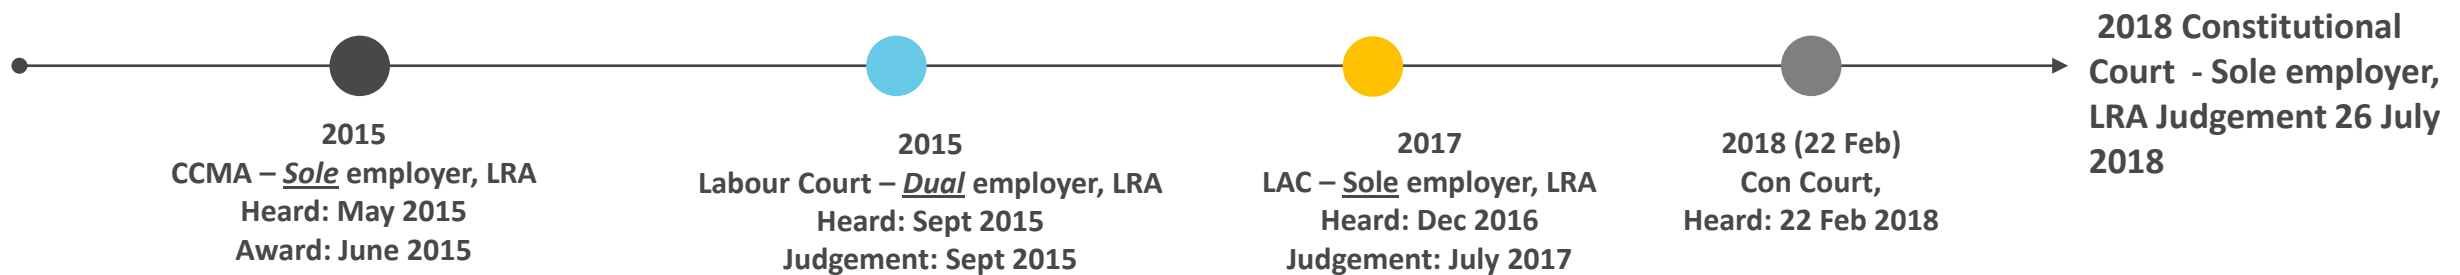 2015
CCMA – Sole employer, LRA
Heard: May 2015
Award: June 2015
2015
Labour Court – Dual employer, LRA
Heard: Sept 2015
Judgement: Sept 2015
2017
LAC – Sole employer, LRA
Heard: Dec 2016
Judgement: July 2017
2018 (22 Feb)
Con Court,
Heard: 22 Feb 2018
2018 Constitutional
Court - Sole employer,
LRA Judgement 26 July
2018